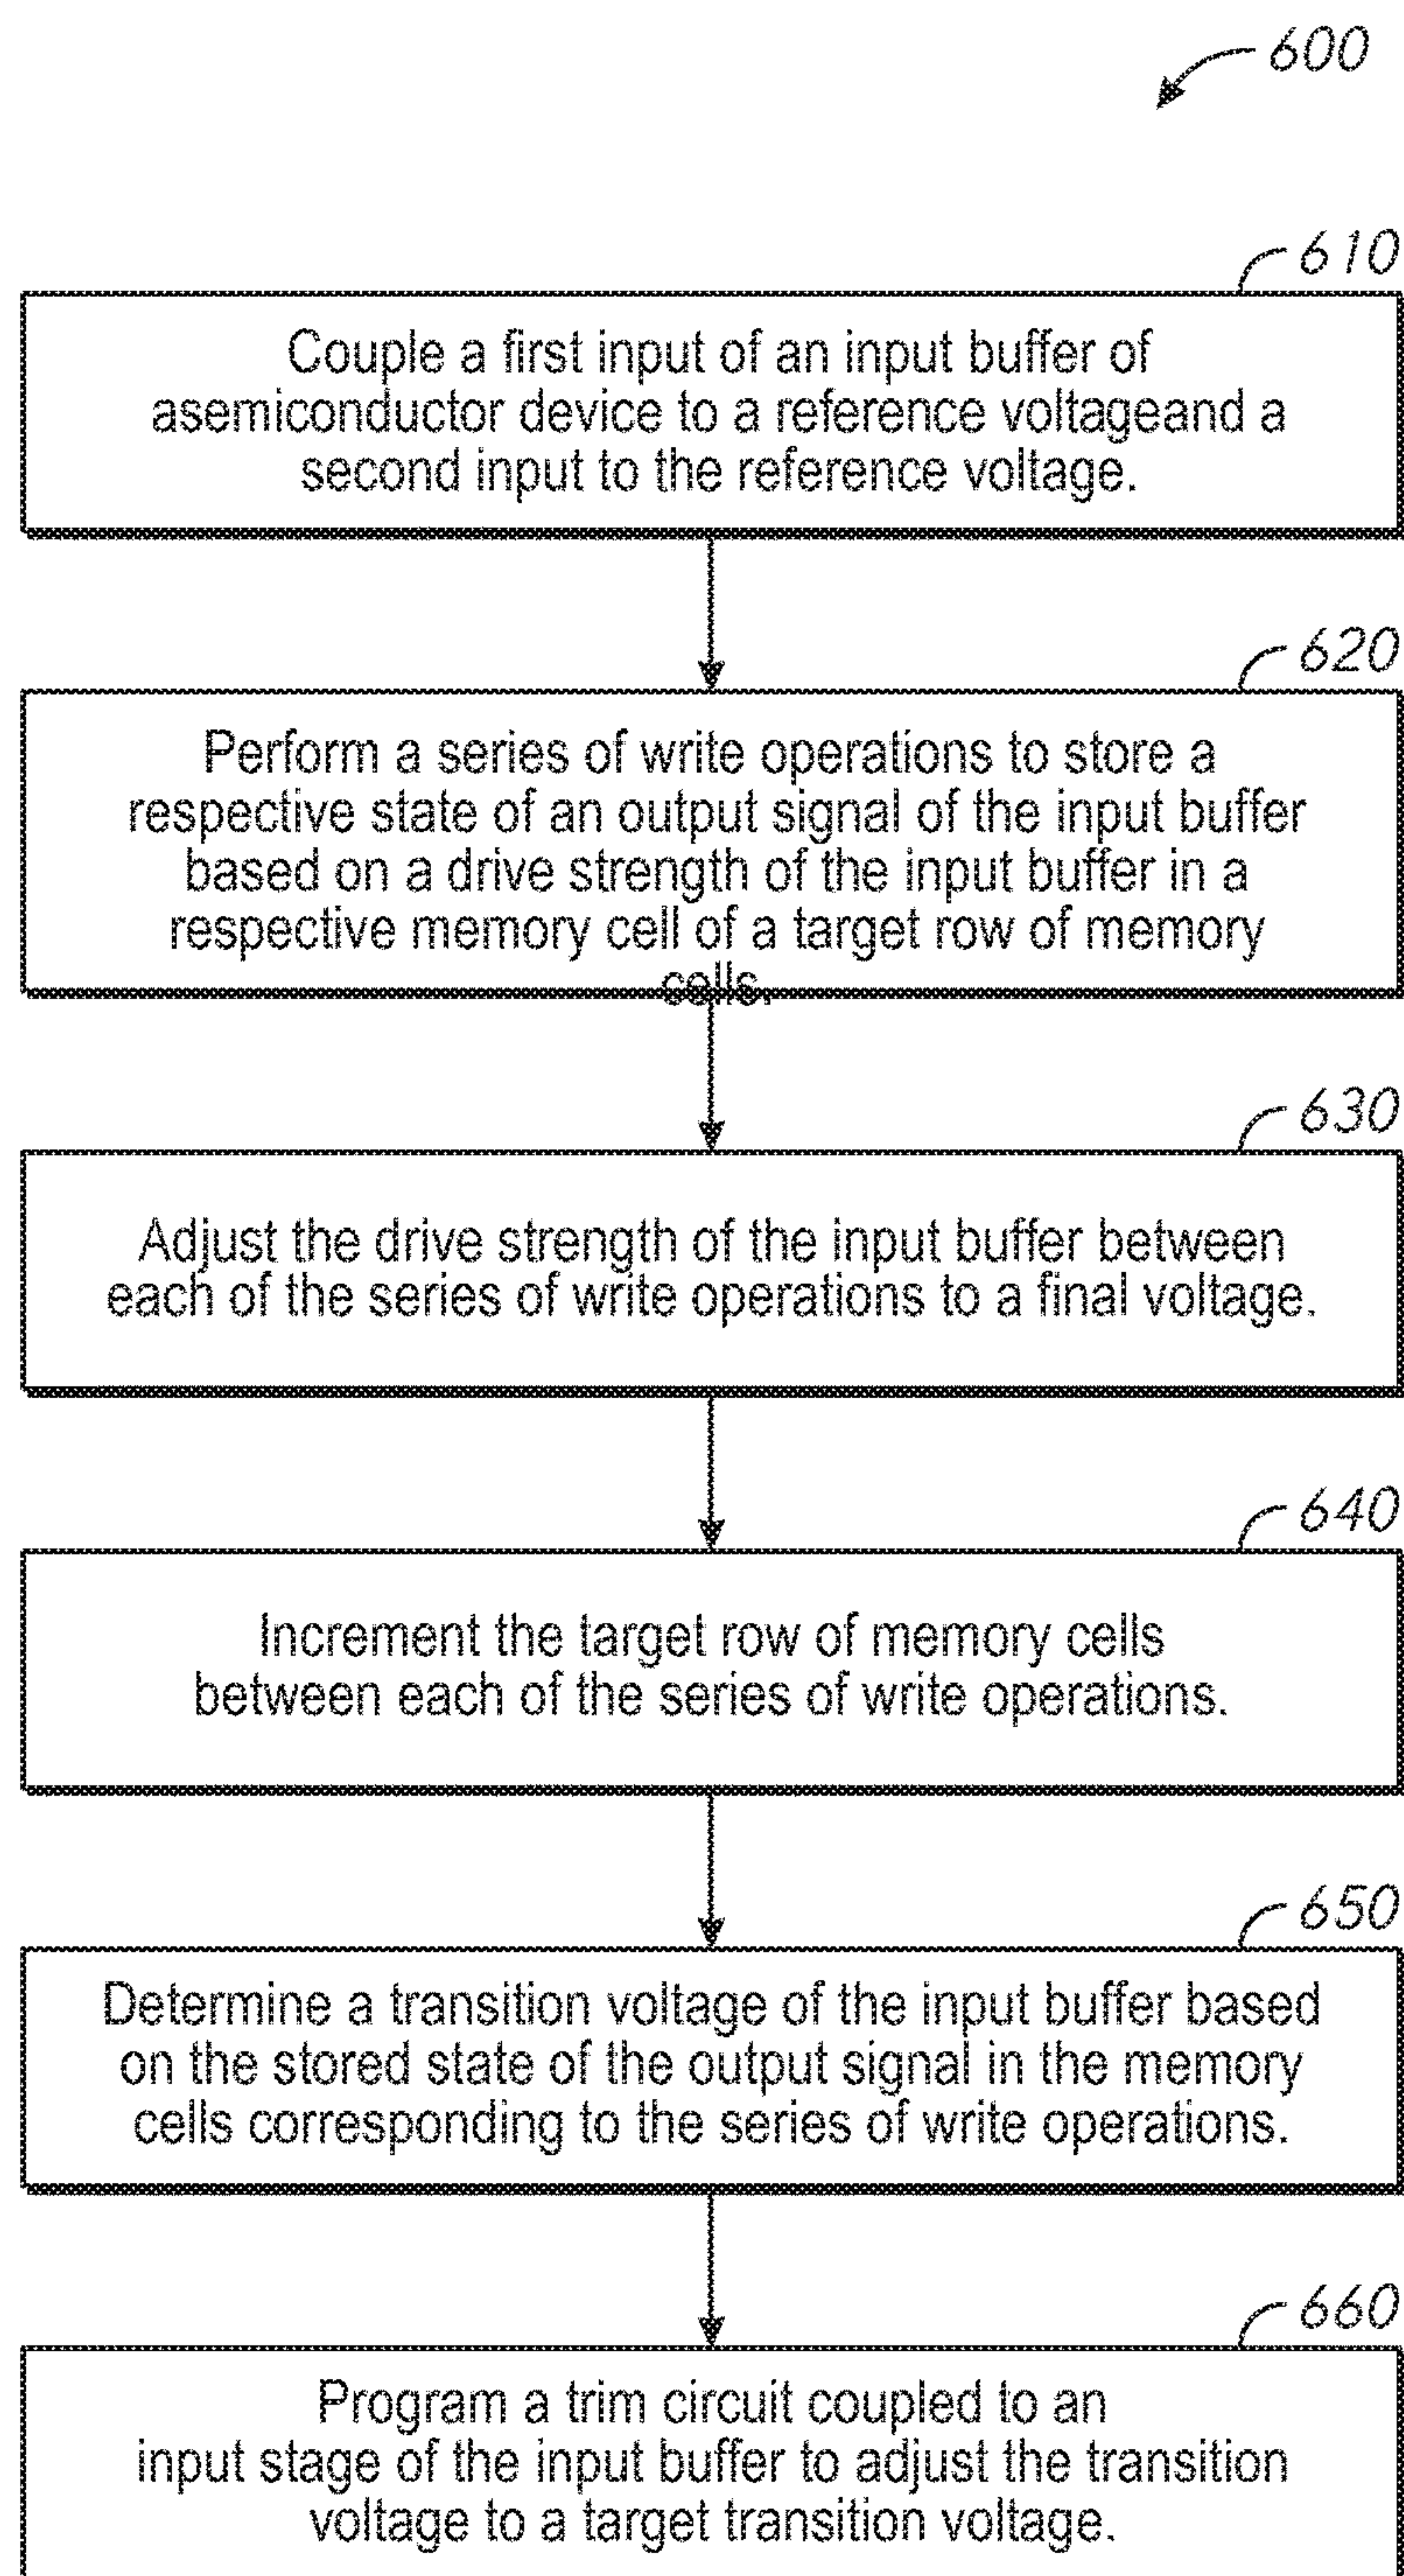 600
610
Couple a first input of an input buffer of
asemiconductor device to a reference voltageand a
second input to the reference voltage.
620
Perform a series of write operations to store a
respective state of an output signal of the input buffer
based on a drive strength of the input buffer in a
respective memory cell of a target row of memory
cells.
630
Adjust the drive strength of the input buffer between
each of the series of write operations to a final voltage.
640
Increment the target row of memory cells
between each of the series of write operations.
650
Determine a transition voltage of the input buffer based
on the stored state of the output signal in the memory
cells corresponding to the series of write operations.
660
Program a trim circuit coupled to an
input stage of the input buffer to adjust the transition
voltage to a target transition voltage.